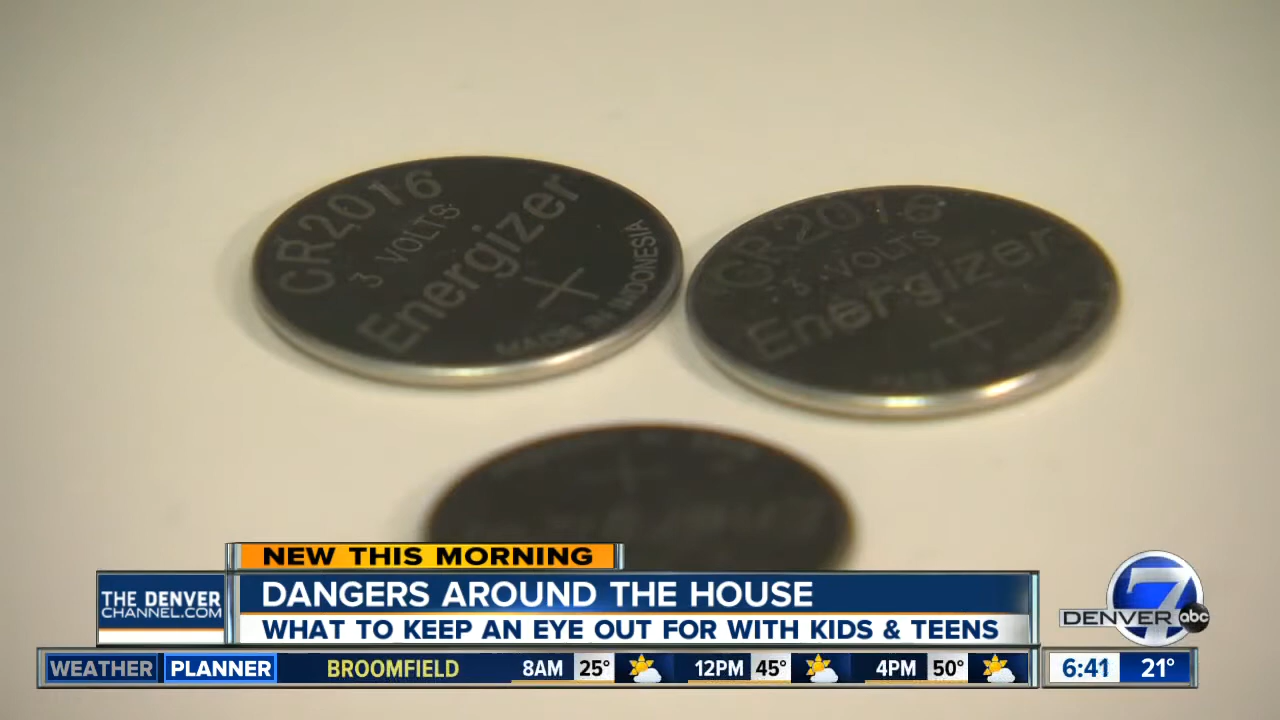 CR2016
3 VOLTS
Energizer
MADE IN INDONESIA
CR2016
3 VOLTS
Energizer
NEW THIS MORNING
THE DENVER
CHANNEL.COM
DANGERS AROUND THE HOUSE
WHAT TO KEEP AN EYE OUT FOR WITH KIDS & TEENS
DENVER 7 abc
WEATHER PLANNER BROOMFIELD 8AM 25° 12PM 45° 4PM 50° 6:41 21°